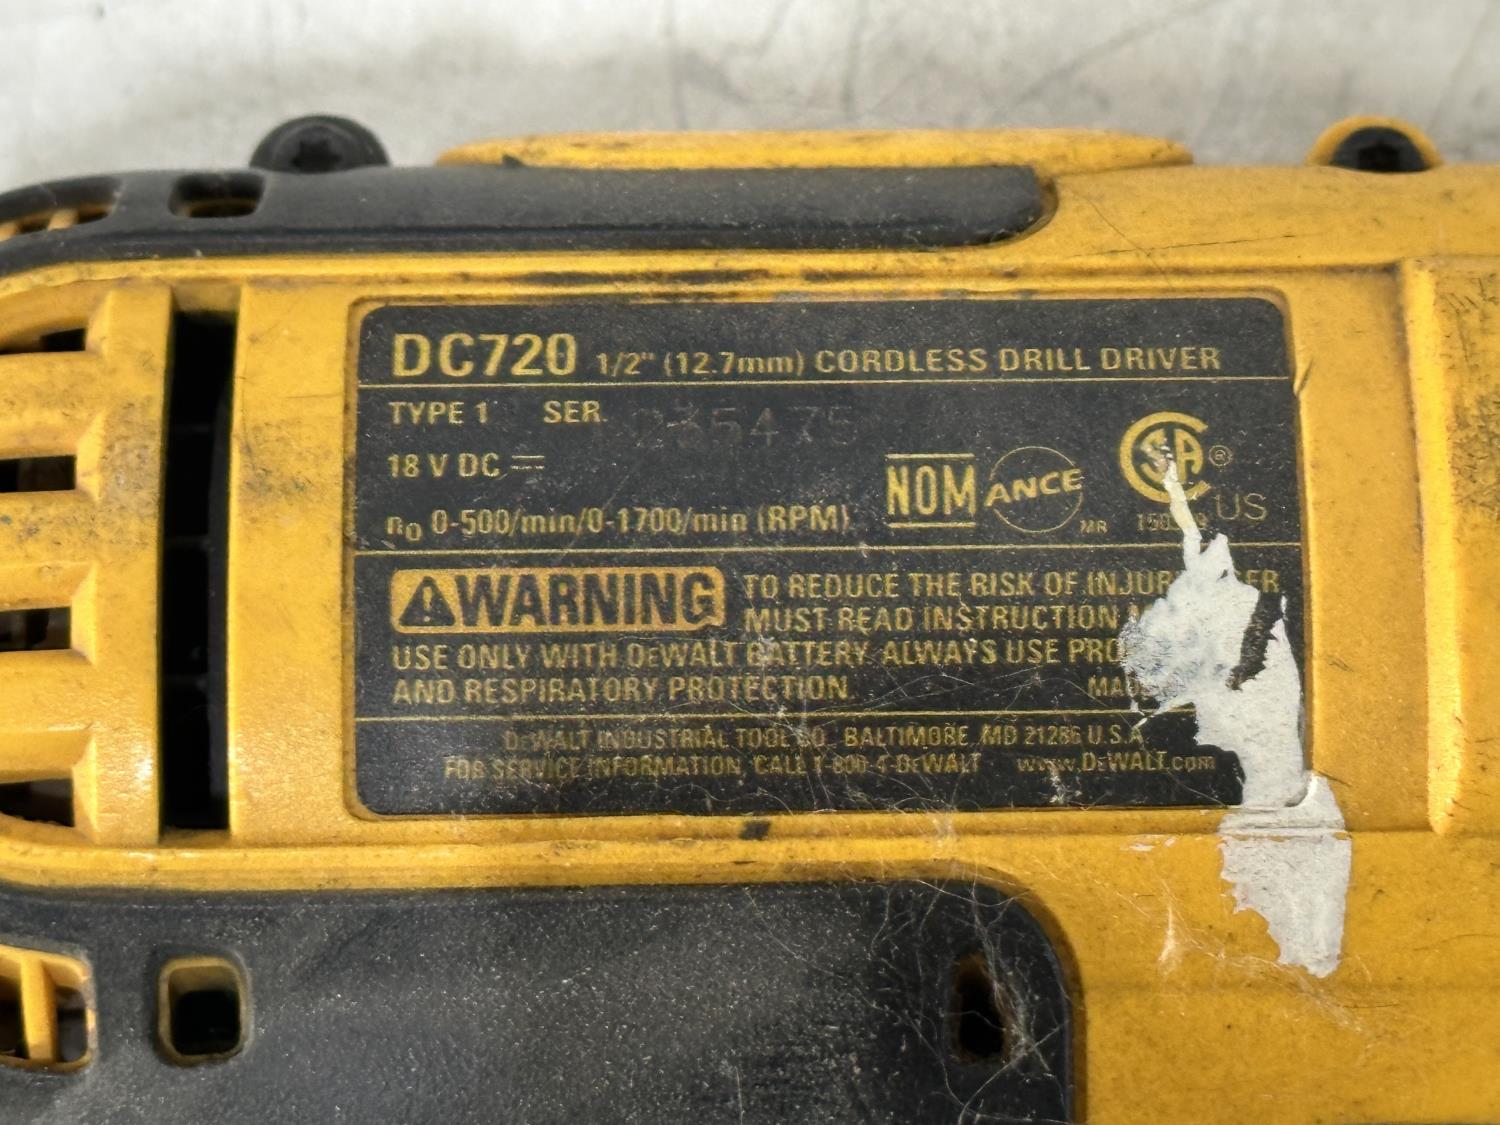 DC720 1/2" (12.7mm) CORDLESS DRILL DRIVER
TYPE 1 SER. 235475
18 V DC ⎓
n₀ 0-500/min/0-1700/min (RPM)
NOM ANCE MR CSA ® US
⚠WARNING TO REDUCE THE RISK OF INJUR
MUST READ INSTRUCTION
USE ONLY WITH DEWALT BATTERY. ALWAYS USE
AND RESPIRATORY PROTECTION.
DEWALT INDUSTRIAL TOOL CO. BALTIMORE, MD 21286 U.S.A.
FOR SERVICE INFORMATION, CALL 1-800-4-DEWALT www.DEWALT.com